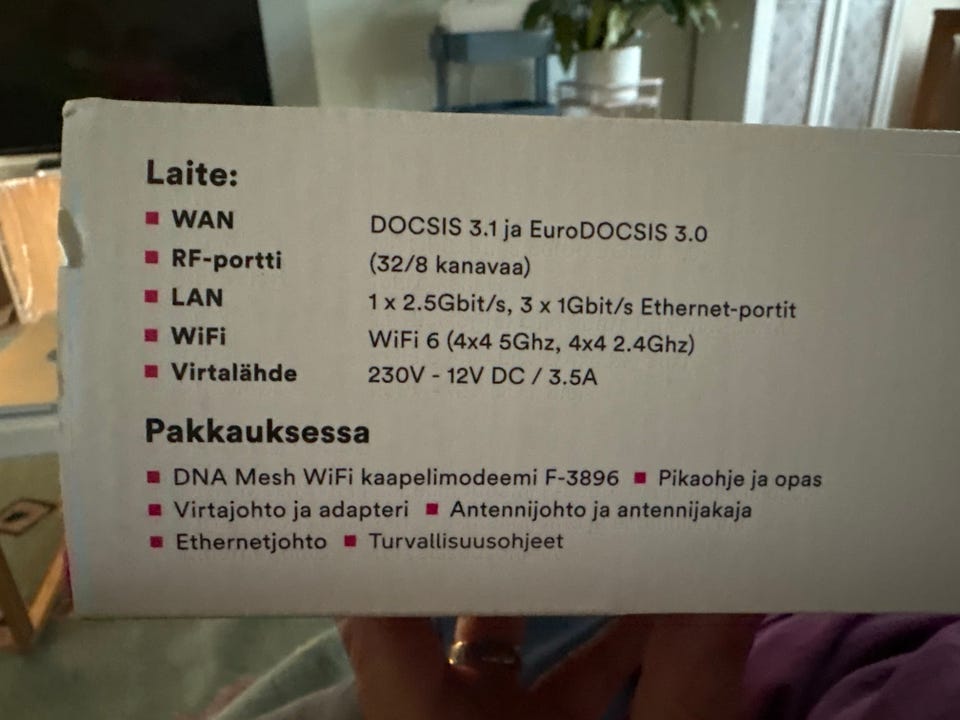 Laite:
■ WAN DOCSIS 3.1 ja EuroDOCSIS 3.0
■ RF-portti (32/8 kanavaa)
■ LAN 1 x 2.5Gbit/s, 3 x 1Gbit/s Ethernet-portit
■ WiFi WiFi 6 (4x4 5Ghz, 4x4 2.4Ghz)
■ Virtalähde 230V - 12V DC / 3.5A
Pakkauksessa
■ DNA Mesh WiFi kaapelimodeemi F-3896 ■ Pikaohje ja opas
■ Virtajohto ja adapteri ■ Antennijohto ja antennijakaja
■ Ethernetjohto ■ Turvallisuusohjeet